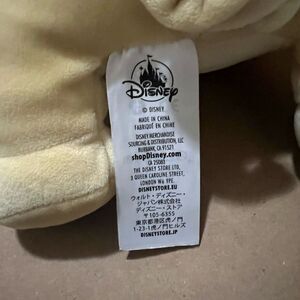 Disney
© DISNEY
MADE IN CHINA
FABRIQUÉ EN CHINE
DISNEY MERCHANDISE
SOURCING & DISTRIBUTION, LLC
BURBANK, CA 91521
shopDisney.com
CA 25083
THE DISNEY STORE LTD.
3 QUEEN CAROLINE STREET,
LONDON W6 9PE
DISNEYSTORE.EU
ウォルト・ディズニー・
ジャパン株式会社
ディズニー・ストア
〒105-6355
東京都港区虎ノ門
1-23-1虎ノ門ヒルズ
DISNEYSTORE.JP